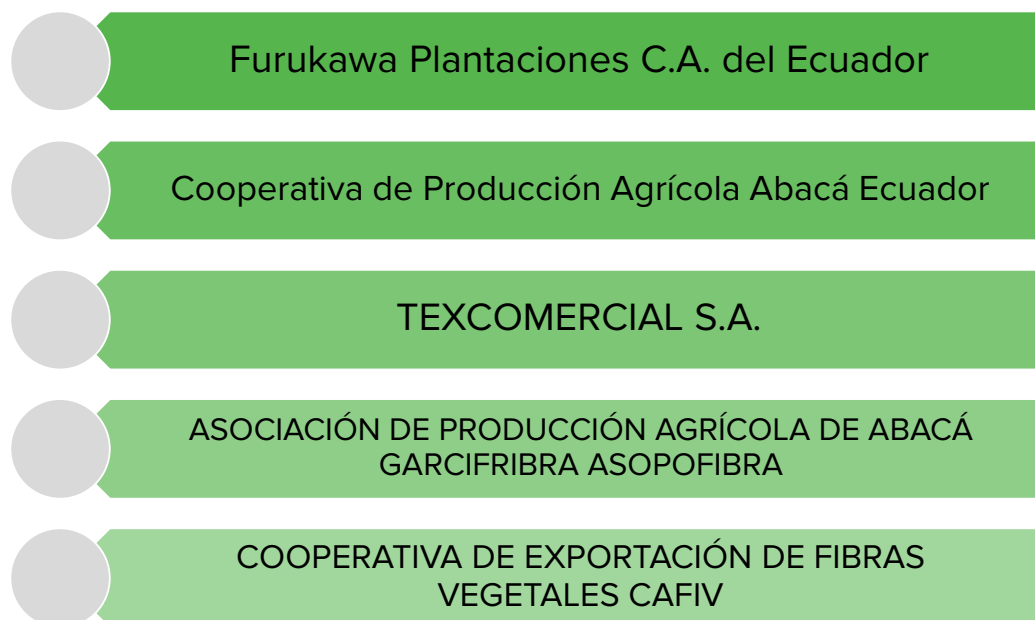 Furukawa Plantaciones C.A. del Ecuador
Cooperativa de Producción Agrícola Abacá Ecuador
TEXCOMERCIAL S.A.
ASOCIACIÓN DE PRODUCCIÓN AGRÍCOLA DE ABACÁ
GARCIFRIBRA ASOPOFIBRA
COOPERATIVA DE EXPORTACIÓN DE FIBRAS
VEGETALES CAFIV